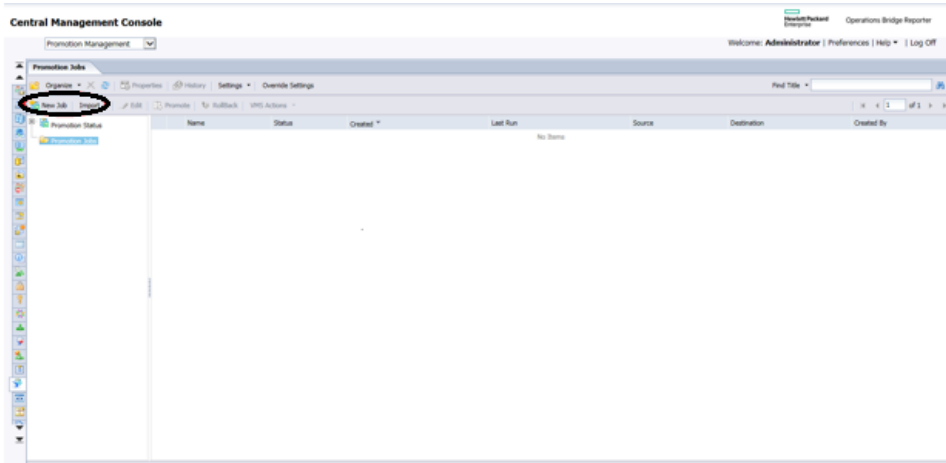 Central Management Console
Hewlett Packard Enterprise
Operations Bridge Reporter
Promotion Management
Welcome: Administrator | Preferences | Help | Log Off
Promotion Jobs
Organize
Properties
History
Settings
Override Settings
Find Title
New Job
Import
Edit
Promote
Rollback
VMS Actions
1 of 1
Promotion Status
Promotion Jobs
Name
Status
Created
Last Run
Source
Destination
Created By
No Items